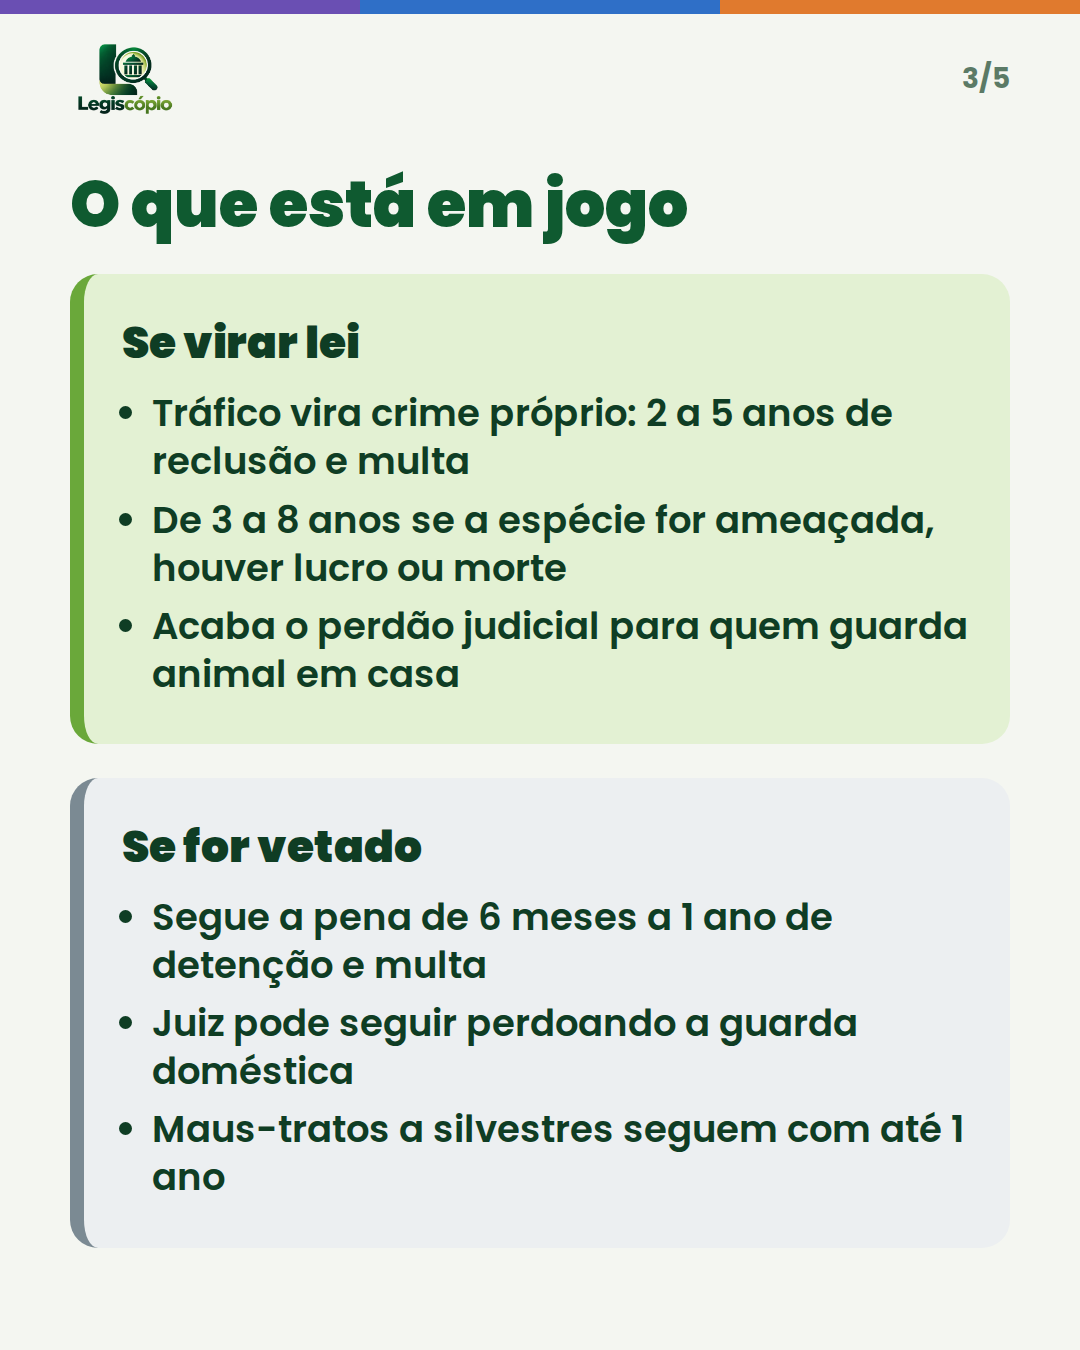 Legiscópio
3/5
O que está em jogo
Se virar lei
• Tráfico vira crime próprio: 2 a 5 anos de
reclusão e multa
• De 3 a 8 anos se a espécie for ameaçada,
houver lucro ou morte
• Acaba o perdão judicial para quem guarda
animal em casa
Se for vetado
• Segue a pena de 6 meses a 1 ano de
detenção e multa
• Juiz pode seguir perdoando a guarda
doméstica
• Maus-tratos a silvestres seguem com até 1
ano